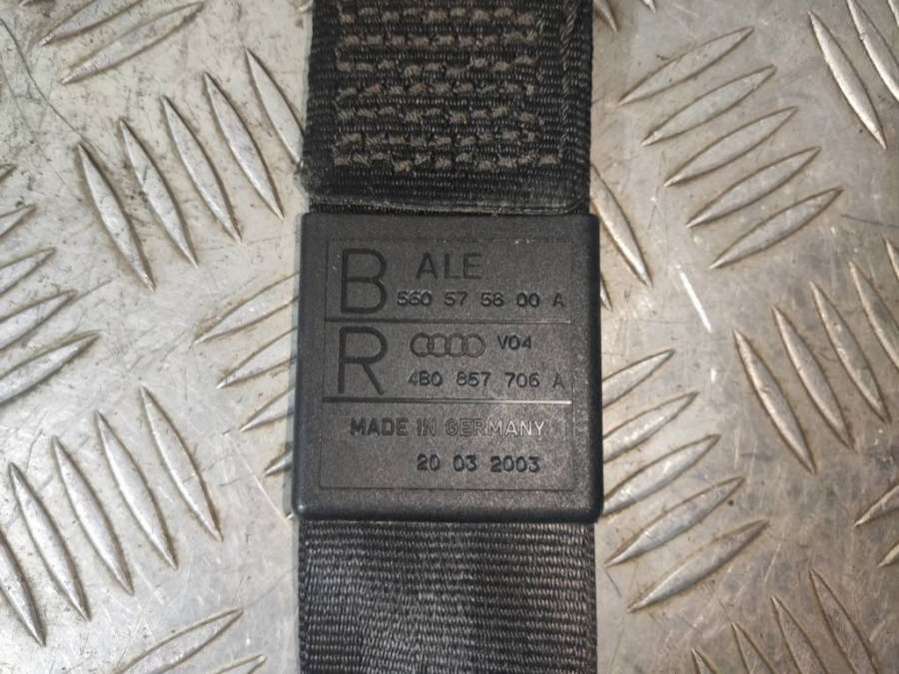 B ALE
560 57 58 00 A
R V04
4B0 857 706 A
MADE IN GERMANY
20 03 2003